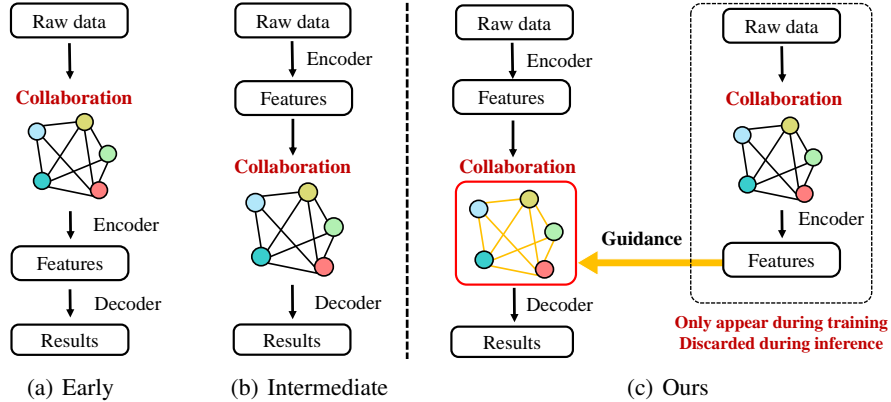 Raw data
Collaboration
Encoder
Features
Decoder
Results
(a) Early
Raw data
Encoder
Features
Collaboration
Decoder
Results
(b) Intermediate
Raw data
Encoder
Features
Collaboration
Decoder
Results
Guidance
Raw data
Collaboration
Encoder
Features
Only appear during training
Discarded during inference
(c) Ours